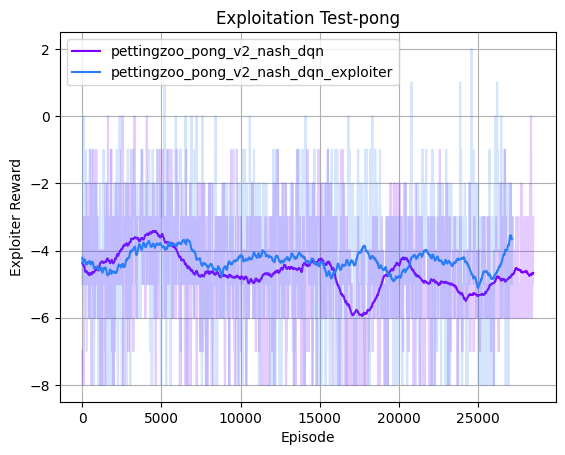 Exploitation Test-pong
pettingzoo_pong_v2_nash_dqn
pettingzoo_pong_v2_nash_dqn_exploiter
Exploiter Reward
2
0
−2
−4
−6
−8
0 5000 10000 15000 20000 25000
Episode